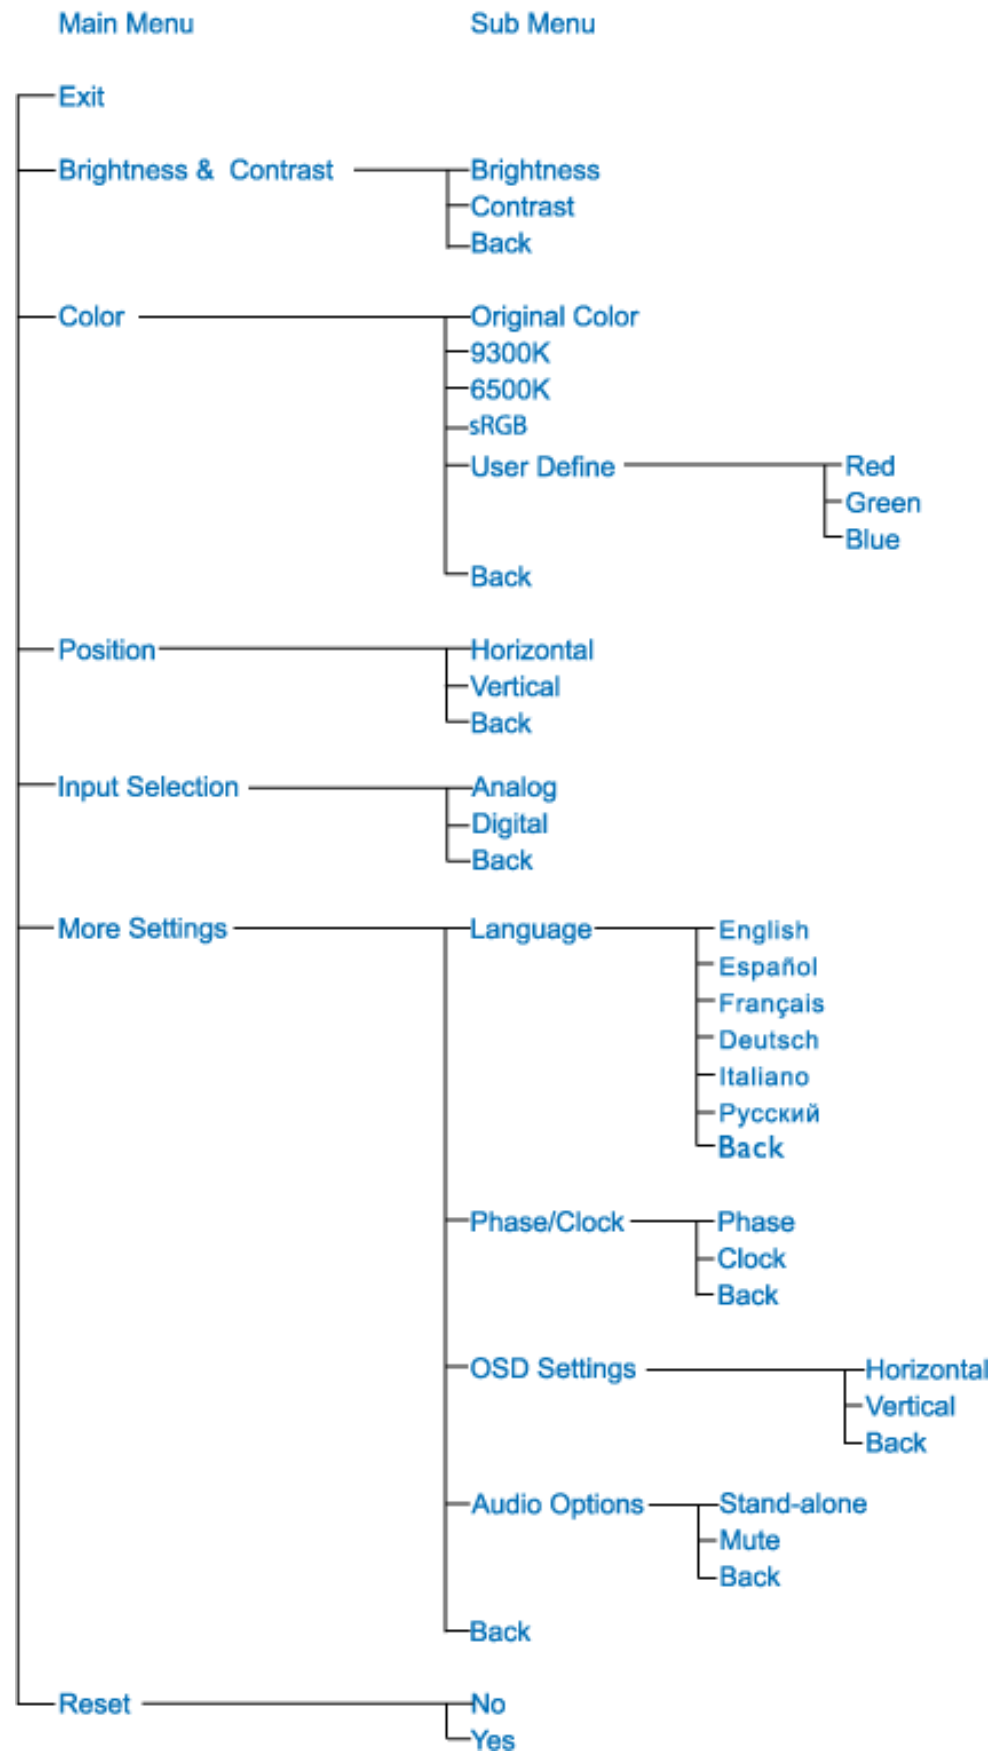 Main Menu Sub Menu
Exit
Brightness & Contrast Brightness
Contrast
Back
Color Original Color
9300K
6500K
sRGB
User Define Red
Green
Blue
Back
Position Horizontal
Vertical
Back
Input Selection Analog
Digital
Back
More Settings Language English
Español
Français
Deutsch
Italiano
Русский
Back
Phase/Clock Phase
Clock
Back
OSD Settings Horizontal
Vertical
Back
Audio Options Stand-alone
Mute
Back
Back
Reset No
Yes